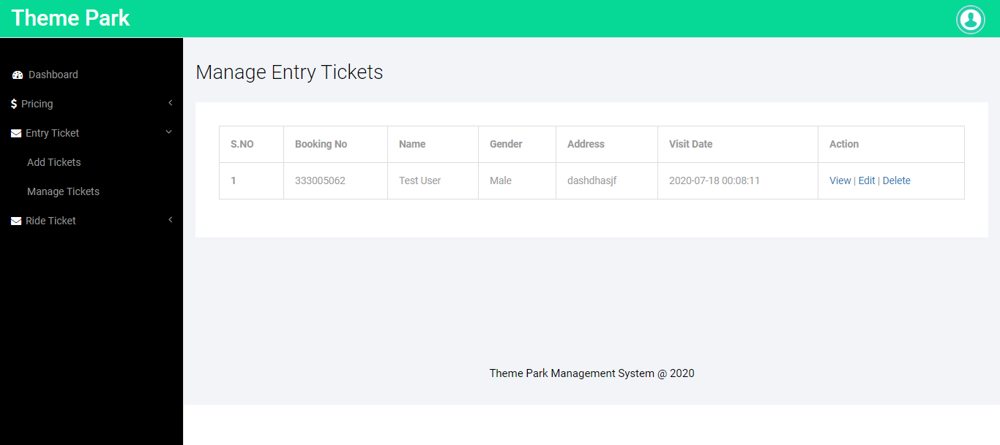 Theme Park
Dashboard
Pricing
Entry Ticket
Add Tickets
Manage Tickets
Ride Ticket
Manage Entry Tickets
S.NO Booking No Name Gender Address Visit Date Action
1 333005062 Test User Male dashdhasjf 2020-07-18 00:08:11 View | Edit | Delete
Theme Park Management System @ 2020